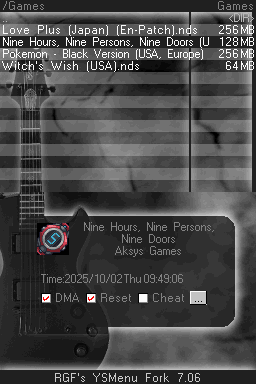 /Games Games
.. <DIR>
Love Plus (Japan) (En-Patch).nds 256MB
Nine Hours, Nine Persons, Nine Doors (U 128MB
Pokemon - Black Version (USA, Europe) 256MB
Witch's Wish (USA).nds 64MB
Nine Hours, Nine Persons,
Nine Doors
Aksys Games
Time:2025/10/02 Thu 09:49:06
DMA Reset Cheat ...
RGF's YSMenu Fork 7.06